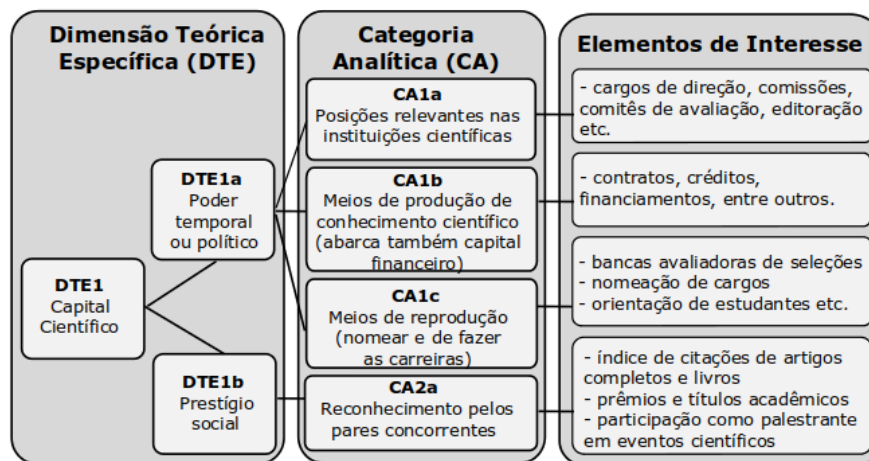 Dimensão Teórica
Específica (DTE)
DTE1
Capital
Científico
DTE1a
Poder
temporal
ou político
DTE1b
Prestígio
social
Categoria
Analítica (CA)
CA1a
Posições relevantes nas
instituições científicas
CA1b
Meios de produção de
conhecimento científico
(abarca também capital
financeiro)
CA1c
Meios de reprodução
(nomear e de fazer
as carreiras)
CA2a
Reconhecimento pelos
pares concorrentes
Elementos de Interesse
- cargos de direção, comissões,
comitês de avaliação, editoração
etc.
- contratos, créditos,
financiamentos, entre outros.
- bancas avaliadoras de seleções
- nomeação de cargos
- orientação de estudantes etc.
- índice de citações de artigos
completos e livros
- prêmios e títulos acadêmicos
- participação como palestrante
em eventos científicos